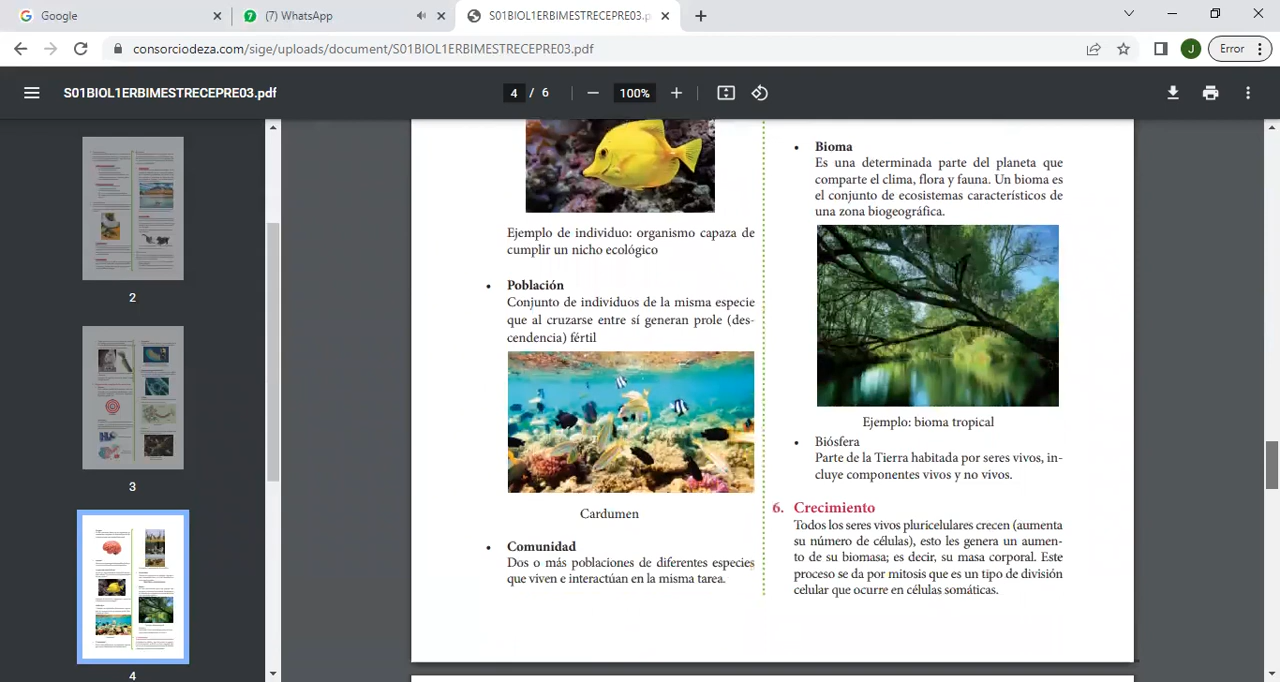 Google
(7) WhatsApp
S01BIOL1ERBIMESTRECEPRE03.p
consorciodeza.com/sige/uploads/document/S01BIOL1ERBIMESTRECEPRE03.pdf
J
Error
S01BIOL1ERBIMESTRECEPRE03.pdf
4 / 6
100%
2
3
4
Ejemplo de individuo: organismo capaza de
cumplir un nicho ecológico
• Población
Conjunto de individuos de la misma especie
que al cruzarse entre sí generan prole (des-
cendencia) fértil
Cardumen
• Comunidad
Dos o más poblaciones de diferentes especies
que viven e interactúan en la misma tarea.
• Bioma
Es una determinada parte del planeta que
comparte el clima, flora y fauna. Un bioma es
el conjunto de ecosistemas característicos de
una zona biogeográfica.
Ejemplo: bioma tropical
• Biósfera
Parte de la Tierra habitada por seres vivos, in-
cluye componentes vivos y no vivos.
6. Crecimiento
Todos los seres vivos pluricelulares crecen (aumenta
su número de células), esto les genera un aumen-
to de su biomasa; es decir, su masa corporal. Este
proceso se da por mitosis que es un tipo de división
celular que ocurre en células somáticas.